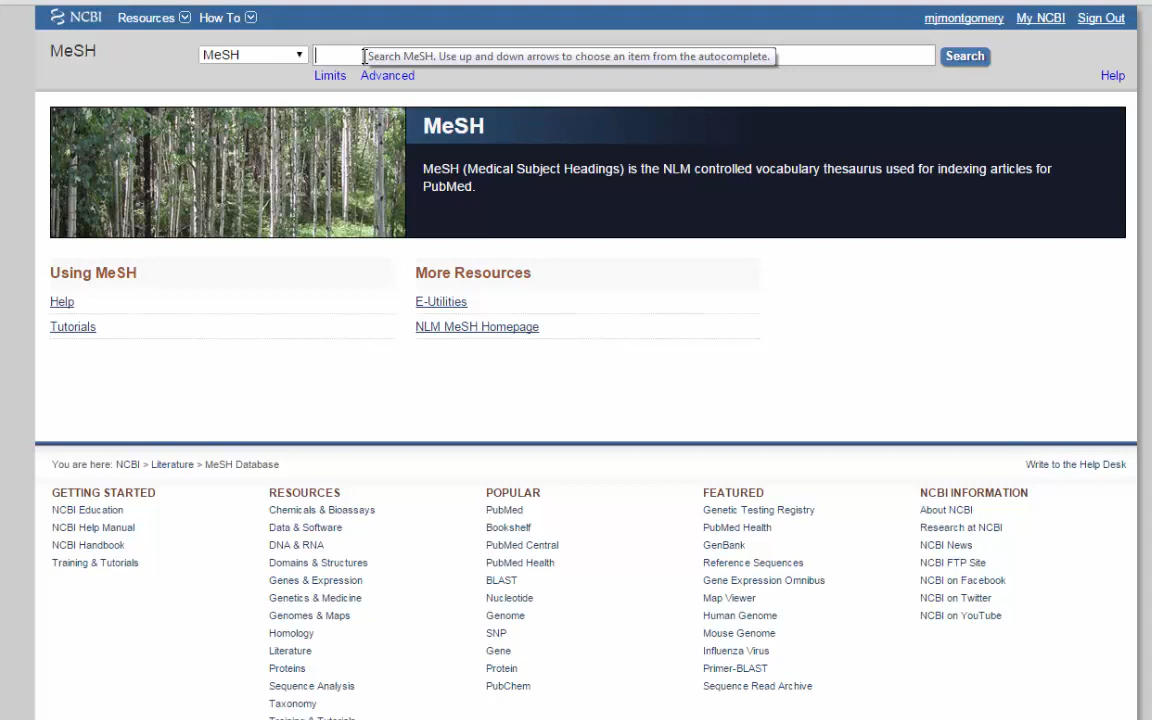 NCBI Resources How To mjmontgomery My NCBI Sign Out
MeSH MeSH Search MeSH. Use up and down arrows to choose an item from the autocomplete. Search
Limits Advanced Help
MeSH
MeSH (Medical Subject Headings) is the NLM controlled vocabulary thesaurus used for indexing articles for
PubMed.
Using MeSH
Help
Tutorials
More Resources
E-Utilities
NLM MeSH Homepage
You are here: NCBI > Literature > MeSH Database Write to the Help Desk
GETTING STARTED
NCBI Education
NCBI Help Manual
NCBI Handbook
Training & Tutorials
RESOURCES
Chemicals & Bioassays
Data & Software
DNA & RNA
Domains & Structures
Genes & Expression
Genetics & Medicine
Genomes & Maps
Homology
Literature
Proteins
Sequence Analysis
Taxonomy
Training & Tutorials
POPULAR
PubMed
Bookshelf
PubMed Central
PubMed Health
BLAST
Nucleotide
Genome
SNP
Gene
Protein
PubChem
FEATURED
Genetic Testing Registry
PubMed Health
GenBank
Reference Sequences
Gene Expression Omnibus
Map Viewer
Human Genome
Mouse Genome
Influenza Virus
Primer-BLAST
Sequence Read Archive
NCBI INFORMATION
About NCBI
Research at NCBI
NCBI News
NCBI FTP Site
NCBI on Facebook
NCBI on Twitter
NCBI on YouTube